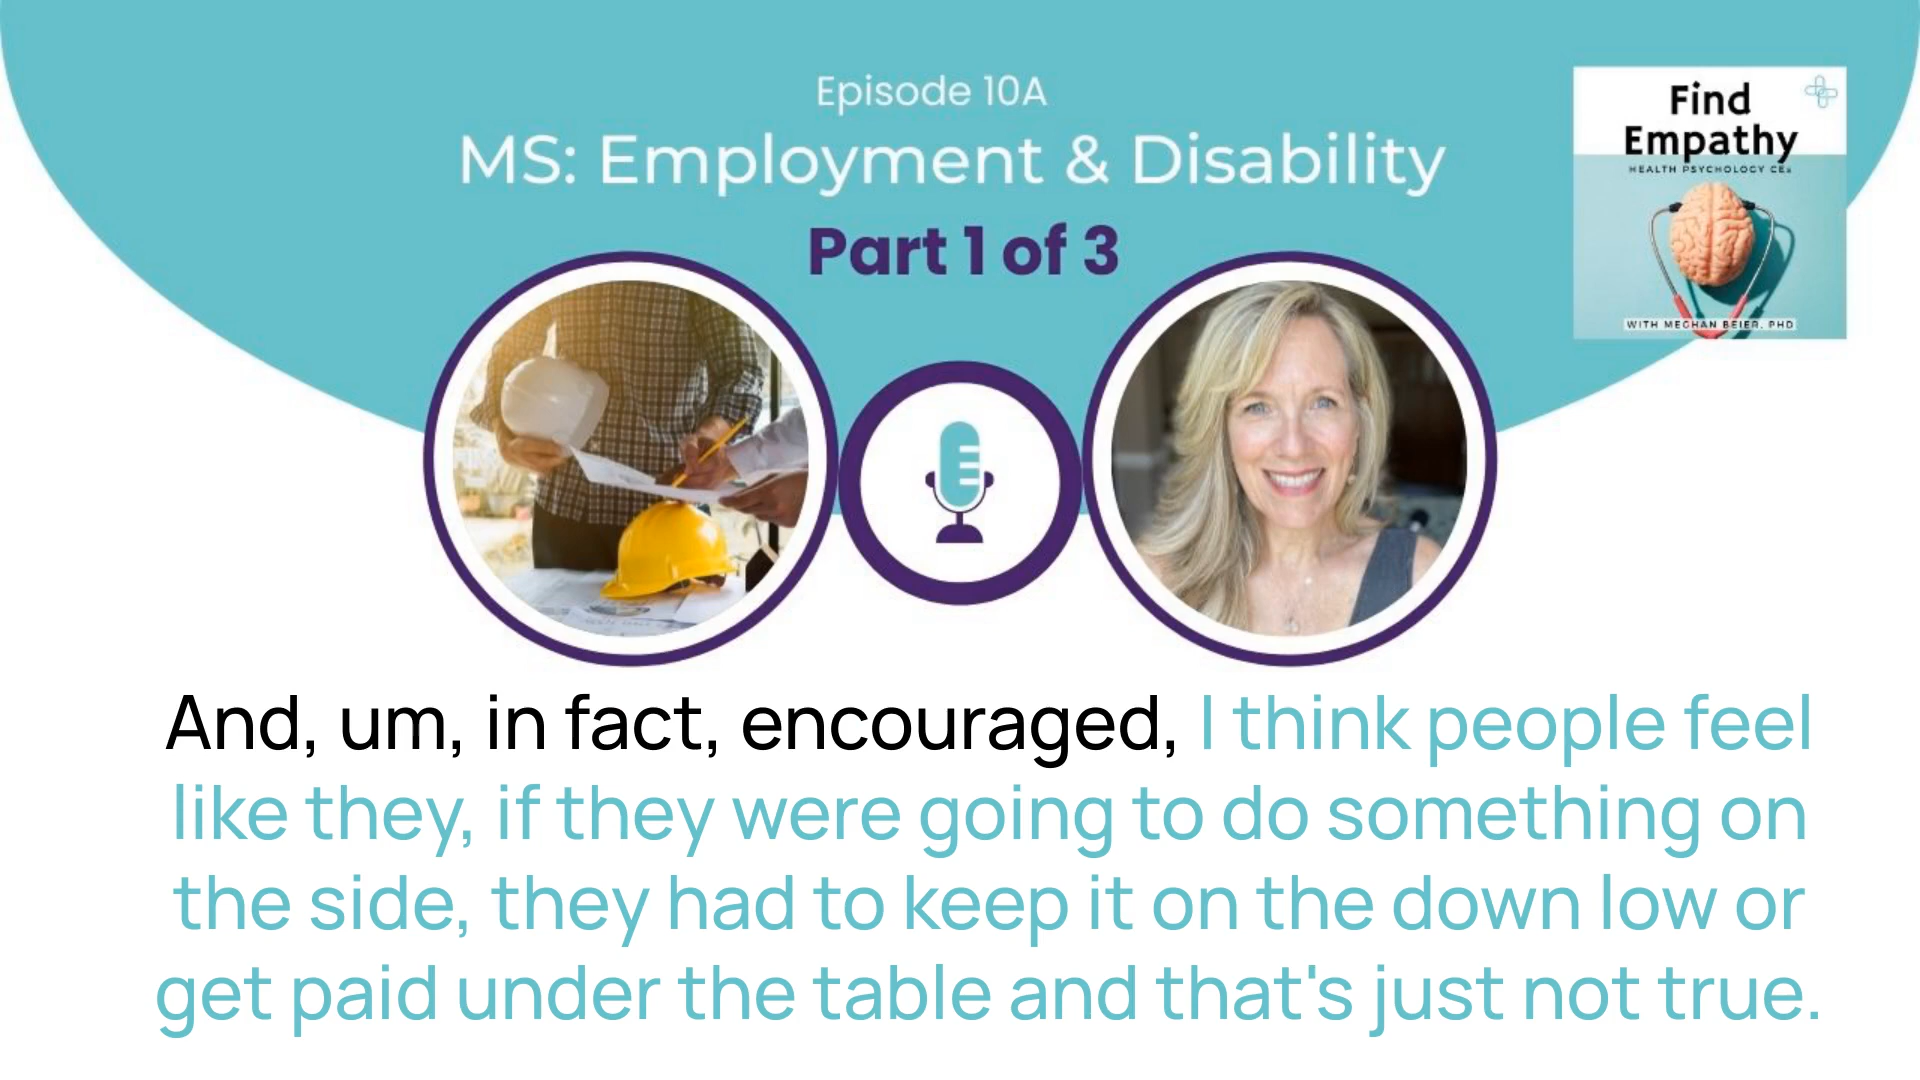 Episode 10A
MS: Employment & Disability
Part 1 of 3
Find
Empathy
HEALTH PSYCHOLOGY CEs
WITH MEGHAN BEIER, PHD
And, um, in fact, encouraged, I think people feel
like they, if they were going to do something on
the side, they had to keep it on the down low or
get paid under the table and that's just not true.